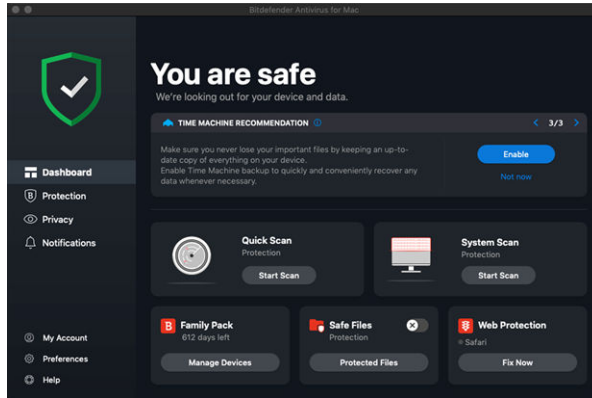 Bitdefender Antivirus for Mac
You are safe
We're looking out for your device and data.
TIME MACHINE RECOMMENDATION
3/3
Make sure you never lose your important files by keeping an up-to-
date copy of everything on your device.
Enable Time Machine backup to quickly and conveniently recover any
data whenever necessary.
Enable
Not now
Dashboard
Protection
Privacy
Notifications
Quick Scan
Protection
Start Scan
System Scan
Protection
Start Scan
B Family Pack
612 days left
Manage Devices
Safe Files
Protection
Protected Files
Web Protection
Safari
Fix Now
My Account
Preferences
Help